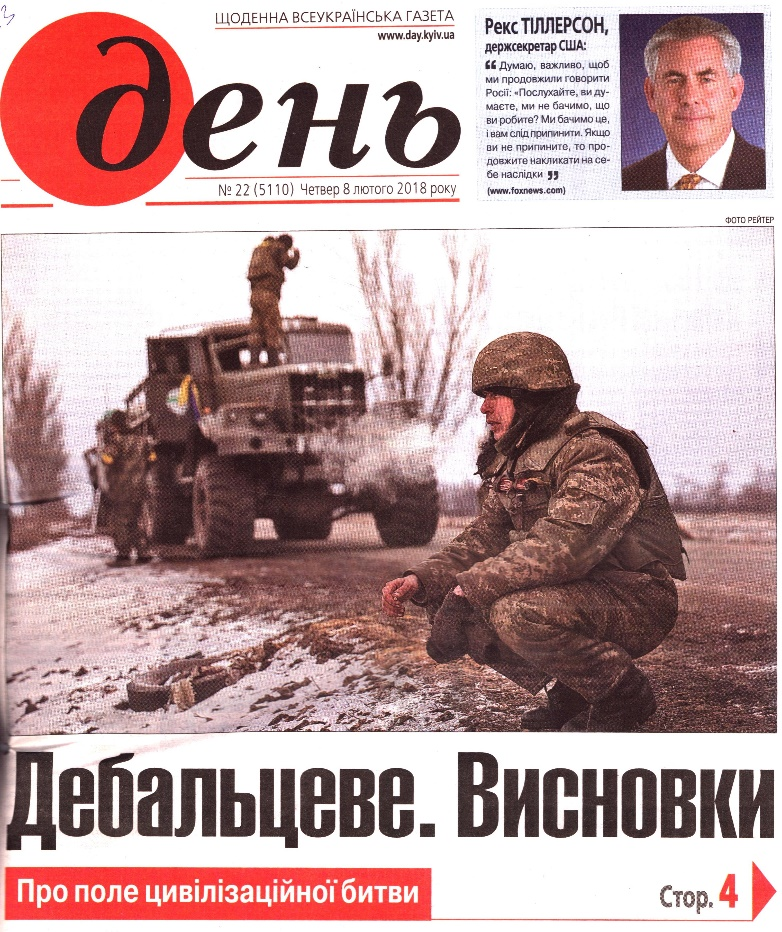 ЩОДЕННА ВСЕУКРАЇНСЬКА ГАЗЕТА
www.day.kyiv.ua
день
№ 22 (5110) Четвер 8 лютого 2018 року
Рекс ТІЛЛЕРСОН,
держсекретар США:
“ Думаю, важливо, щоб
ми продовжили говорити
Росії: «Послухайте, ви ду-
маєте, ми не бачимо, що
ви робите? Ми бачимо це,
і вам слід припинити. Якщо
ви не припините, то про-
довжите накликати на се-
бе наслідки ”
(www.foxnews.com)
ФОТО РЕЙТЕР
Дебальцеве. Висновки
Про поле цивілізаційної битви
Стор. 4